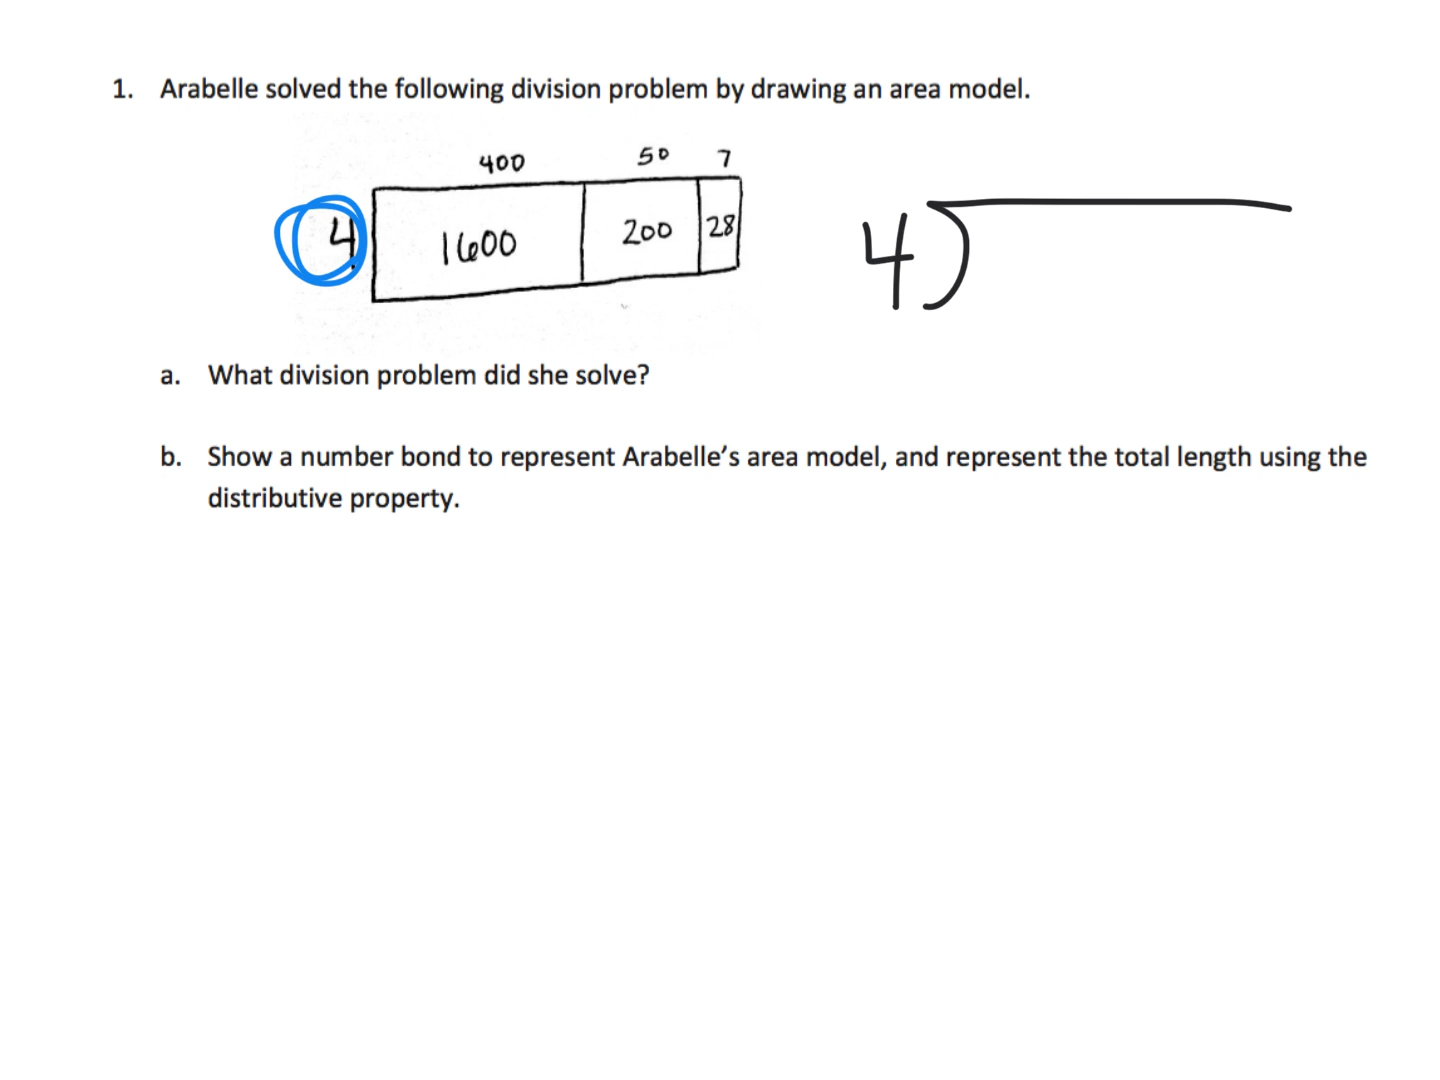 1. Arabelle solved the following division problem by drawing an area model.
400 50 7
4 1600 200 28
4
a. What division problem did she solve?
b. Show a number bond to represent Arabelle's area model, and represent the total length using the
distributive property.